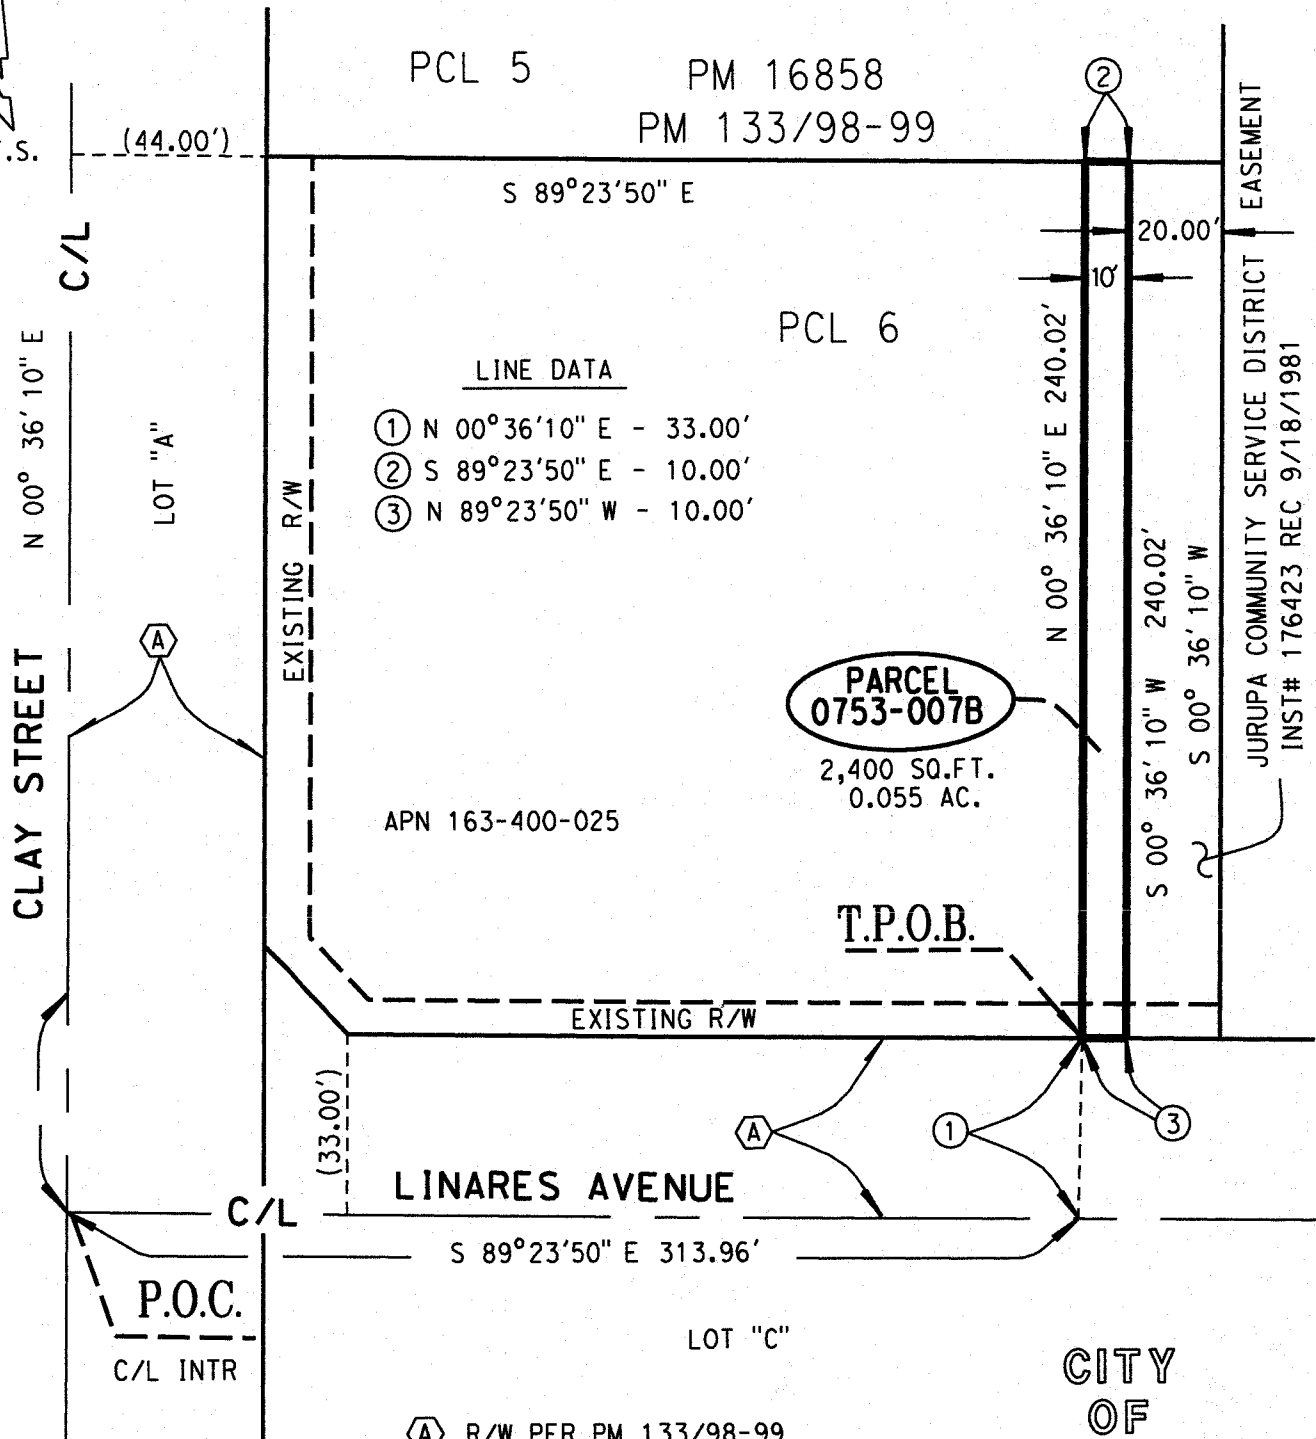 PCL 5
PM 16858
PM 133/98-99
2
.S.
(44.00')
S 89°23'50" E
20.00'
10'
C/L
N 00° 36' 10" E
LOT "A"
CLAY STREET
A
EXISTING R/W
PCL 6
LINE DATA
1 N 00°36'10" E - 33.00'
2 S 89°23'50" E - 10.00'
3 N 89°23'50" W - 10.00'
N 00° 36' 10" E 240.02'
S 00° 36' 10" W 240.02'
S 00° 36' 10" W
JURUPA COMMUNITY SERVICE DISTRICT EASEMENT
INST# 176423 REC 9/18/1981
PARCEL
0753-007B
2,400 SQ.FT.
0.055 AC.
APN 163-400-025
T.P.O.B.
EXISTING R/W
(33.00')
A
1
3
LINARES AVENUE
C/L
S 89°23'50" E 313.96'
P.O.C.
C/L INTR
LOT "C"
CITY
OF
A R/W PER PM 133/98-99